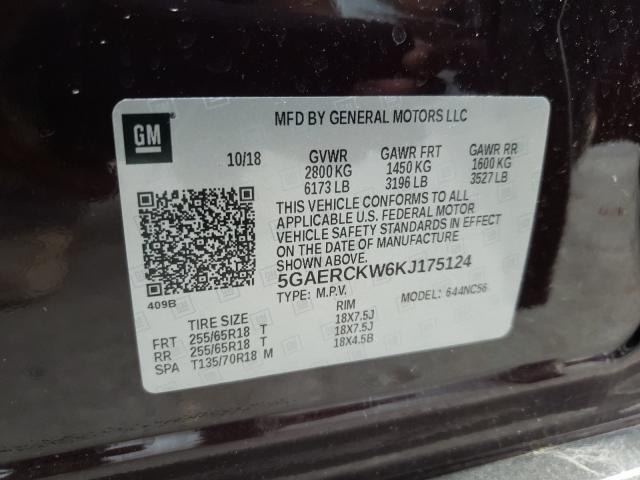 GM
MFD BY GENERAL MOTORS LLC
10/18 GVWR GAWR FRT GAWR RR
2800 KG 1450 KG 1600 KG
6173 LB 3196 LB 3527 LB
THIS VEHICLE CONFORMS TO ALL
APPLICABLE U.S. FEDERAL MOTOR
VEHICLE SAFETY STANDARDS IN
EFFECT ON THE DATE OF MANUFACTURE
SHOWN ABOVE.
5GAERCKW6KJ175124
TYPE: M.P.V. MODEL: 644NC56
409B
TIRE SIZE RIM
FRT 255/65R18 T 18X7.5J
RR 255/65R18 T 18X7.5J
SPA T135/70R18 M 18X4.5B